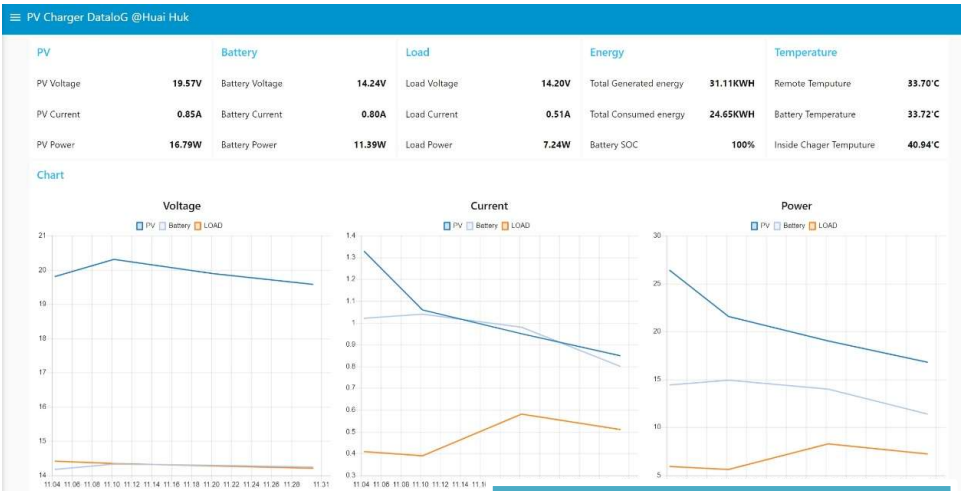 PV Charger DataloG @Huai Huk
PV Battery Load Energy Temperature
PV Voltage 19.57V Battery Voltage 14.24V Load Voltage 14.20V Total Generated energy 31.11KWH Remote Temputure 33.70'C
PV Current 0.85A Battery Current 0.80A Load Current 0.51A Total Consumed energy 24.65KWH Battery Temperature 33.72'C
PV Power 16.79W Battery Power 11.39W Load Power 7.24W Battery SOC 100% Inside Chager Temputure 40.94'C
Chart
Voltage
PV Battery LOAD
21
20
19
18
17
16
15
14
11.04 11.06 11.08 11.10 11.12 11.14 11.16 11.18 11.20 11.22 11.24 11.26 11.28 11.31
Current
PV Battery LOAD
1.4
1.3
1.2
1.1
1
0.9
0.8
0.7
0.6
0.5
0.4
0.3
11.04 11.06 11.08 11.10 11.12 11.14
Power
PV Battery LOAD
30
25
20
15
10
5